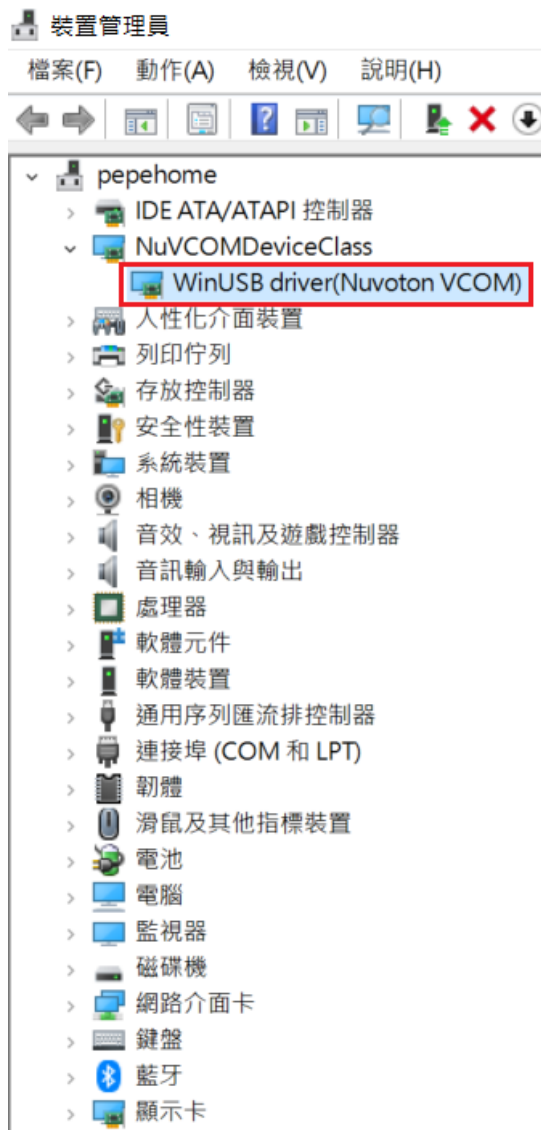 裝置管理員
檔案(F) 動作(A) 檢視(V) 說明(H)
pepehome
IDE ATA/ATAPI 控制器
NuVCOMDeviceClass
WinUSB driver(Nuvoton VCOM)
人性化介面裝置
列印佇列
存放控制器
安全性裝置
系統裝置
相機
音效、視訊及遊戲控制器
音訊輸入與輸出
處理器
軟體元件
軟體裝置
通用序列匯流排控制器
連接埠 (COM 和 LPT)
韌體
滑鼠及其他指標裝置
電池
電腦
監視器
磁碟機
網路介面卡
鍵盤
藍牙
顯示卡